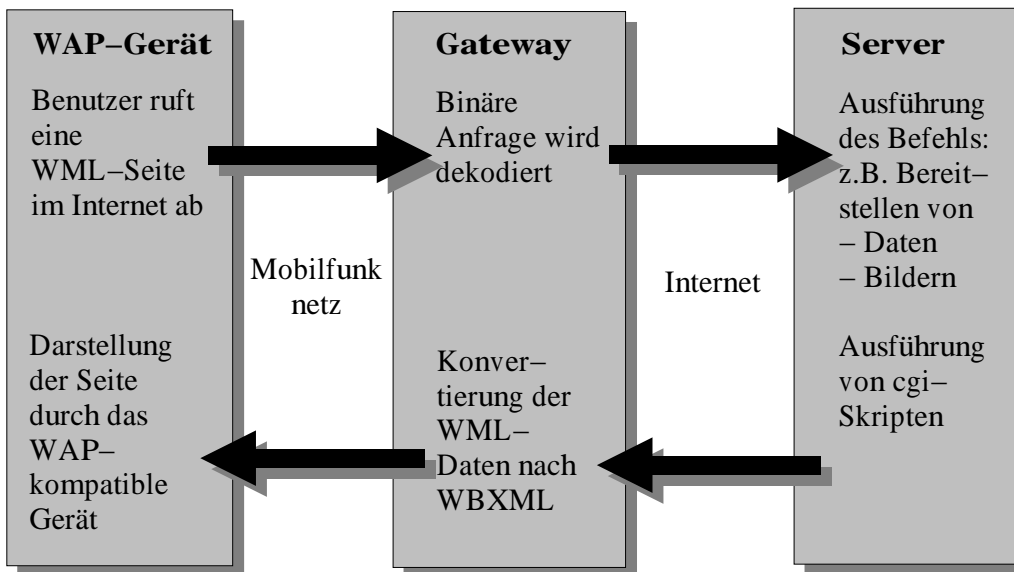 WAP–Gerät
Benutzer ruft
eine
WML–Seite
im Internet ab
Darstellung
der Seite
durch das
WAP–
kompatible
Gerät
Mobilfunk
netz
Gateway
Binäre
Anfrage wird
dekodiert
Konver–
tierung der
WML–
Daten nach
WBXML
Internet
Server
Ausführung
des Befehls:
z.B. Bereit–
stellen von
– Daten
– Bildern
Ausführung
von cgi–
Skripten